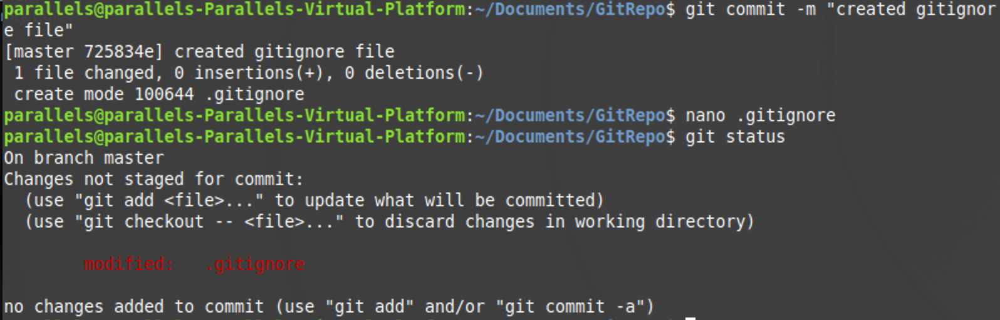 parallels@parallels-Parallels-Virtual-Platform:~/Documents/GitRepo$ git commit -m "created gitignor
e file"
[master 725834e] created gitignore file
 1 file changed, 0 insertions(+), 0 deletions(-)
 create mode 100644 .gitignore
parallels@parallels-Parallels-Virtual-Platform:~/Documents/GitRepo$ nano .gitignore
parallels@parallels-Parallels-Virtual-Platform:~/Documents/GitRepo$ git status
On branch master
Changes not staged for commit:
  (use "git add <file>..." to update what will be committed)
  (use "git checkout -- <file>..." to discard changes in working directory)

        modified:   .gitignore

no changes added to commit (use "git add" and/or "git commit -a")